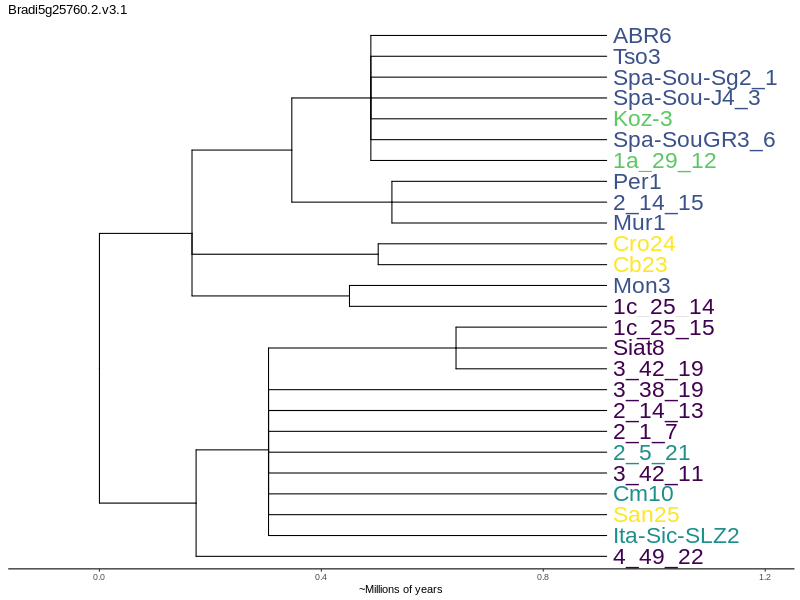 Bradi5g25760.2.v3.1
ABR6
Tso3
Spa-Sou-Sg2_1
Spa-Sou-J4_3
Koz-3
Spa-SouGR3_6
1a_29_12
Per1
2_14_15
Mur1
Cro24
Cb23
Mon3
1c_25_14
1c_25_15
Siat8
3_42_19
3_38_19
2_14_13
2_1_7
2_5_21
3_42_11
Cm10
San25
Ita-Sic-SLZ2
4_49_22
0.0 0.4 0.8 1.2
~Millions of years